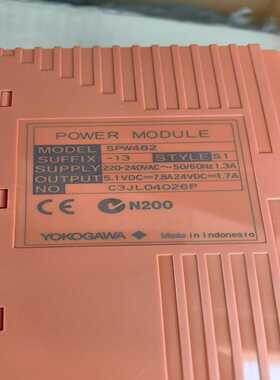 POWER MODULE
MODEL SPW482
SUFFIX -13 STYLE S1
SUPPLY 220-240VAC~50/60Hz 1.3A
OUTPUT 5.1VDC⎓7.8A 24VDC⎓1.7A
NO C3JL04026P
CE N200
YOKOGAWA ◆ Made in Indonesia